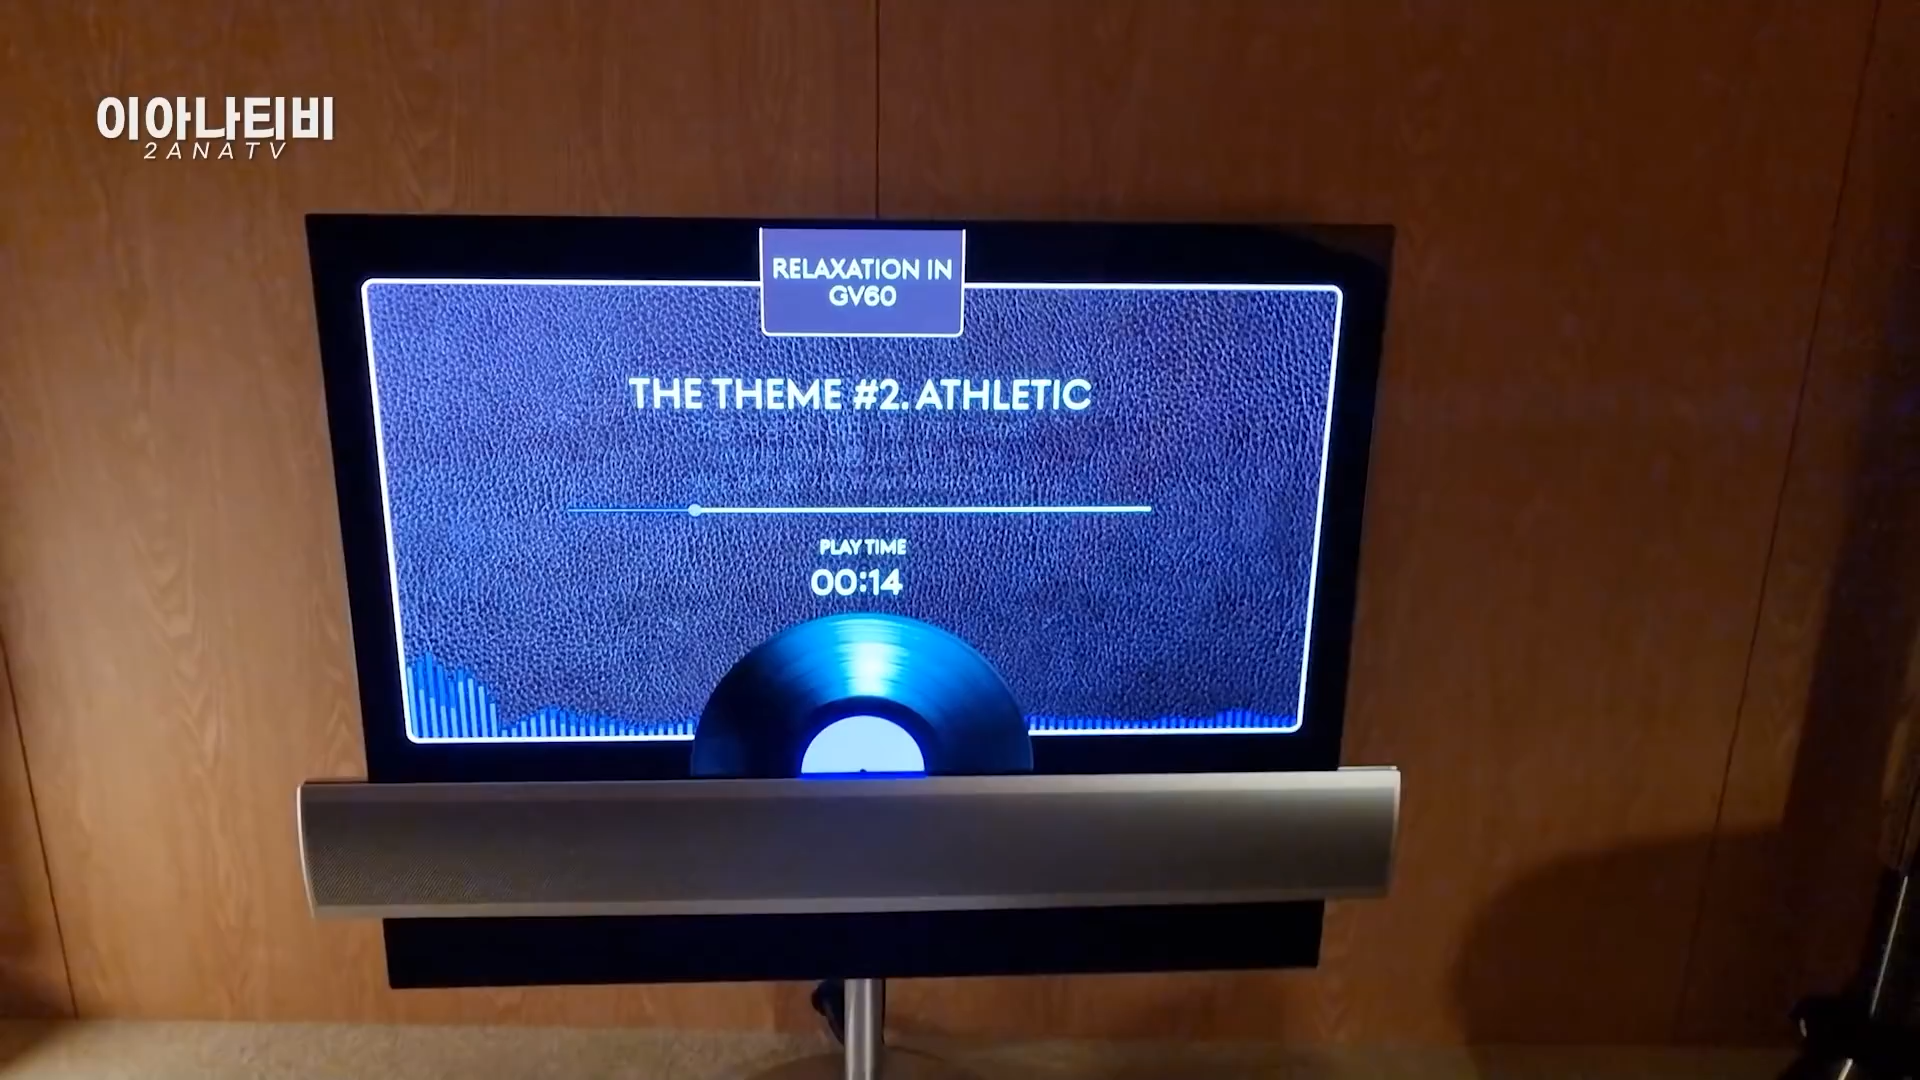 이아나티비
2ANATV
RELAXATION IN
GV60
THE THEME #2. ATHLETIC
PLAY TIME
00:14